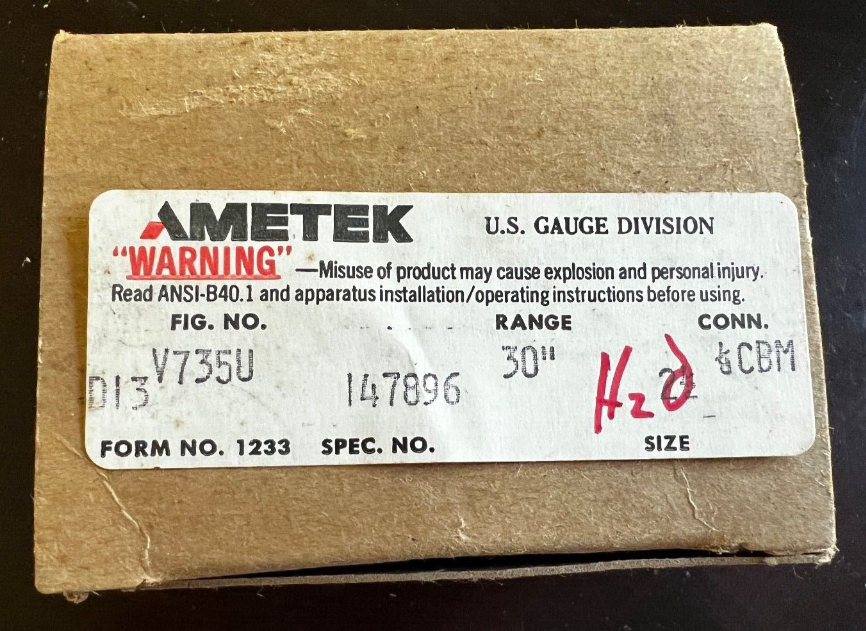 AMETEK U.S. GAUGE DIVISION
"WARNING"—Misuse of product may cause explosion and personal injury.
Read ANSI-B40.1 and apparatus installation/operating instructions before using.
FIG. NO. RANGE CONN.
V735U 30" CBM
D13 147896 H2O
FORM NO. 1233 SPEC. NO. SIZE